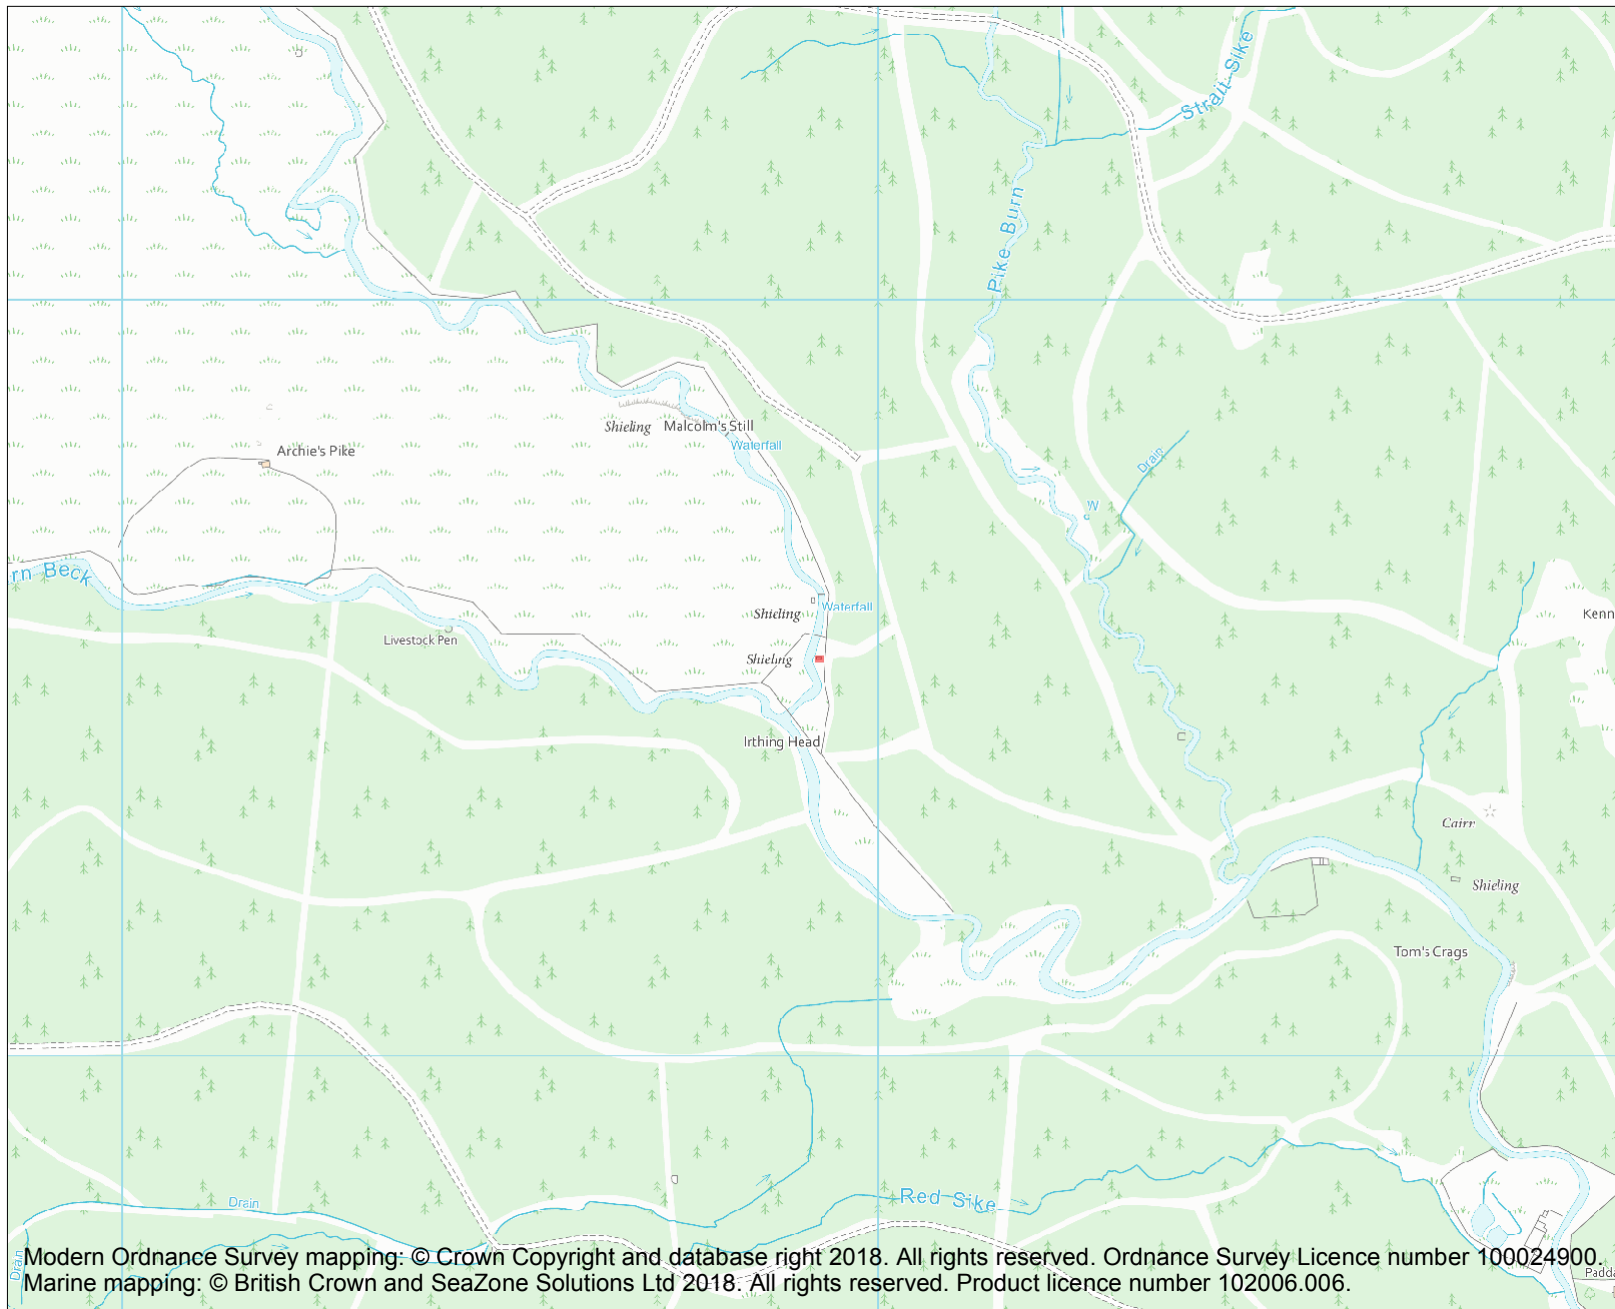 Strait Sike
Pike Burn
Shieling
Malcolm's Still
Waterfall
Archie's Pike
Drain
W
rn Beck
Shieling
Waterfall
Kenn
Livestock Pen
Shieling
Irthing Head
Cairn
Shieling
Tom's Crags
Drain
Red Sike
Drain
Modern Ordnance Survey mapping: © Crown Copyright and database right 2018. All rights reserved. Ordnance Survey Licence number 100024900.
Marine mapping: © British Crown and SeaZone Solutions Ltd 2018. All rights reserved. Product licence number 102006.006.
Padda